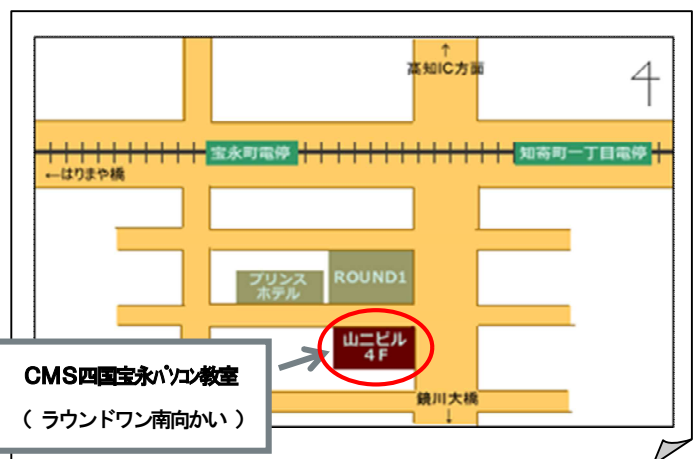 ↑
高知IC方面
宝永町電停
知寄町一丁目電停
←はりまや橋
プリンス
ホテル
ROUND1
山二ビル
4F
CMS四国宝永パソコン教室
（ ラウンドワン南向かい ）
鏡川大橋
↓